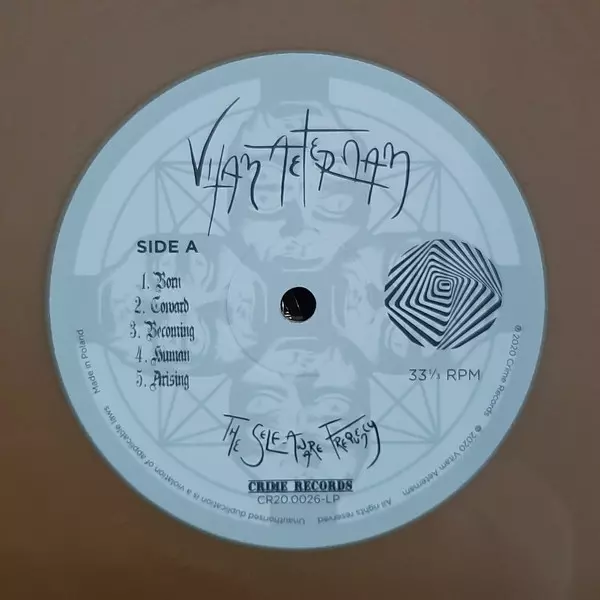 VITAM AETERNAM
SIDE A
1. Born
2. Toward
3. Becoming
4. Human
5. Arising
33⅓ RPM
THE SELF-AWARE FREQUENCY
CRIME RECORDS
CR20.0026-LP
℗ 2020 Crime Records
© 2020 Vitam Aeternam
All rights reserved
Unauthorised duplication is a violation of applicable laws
Made in Poland